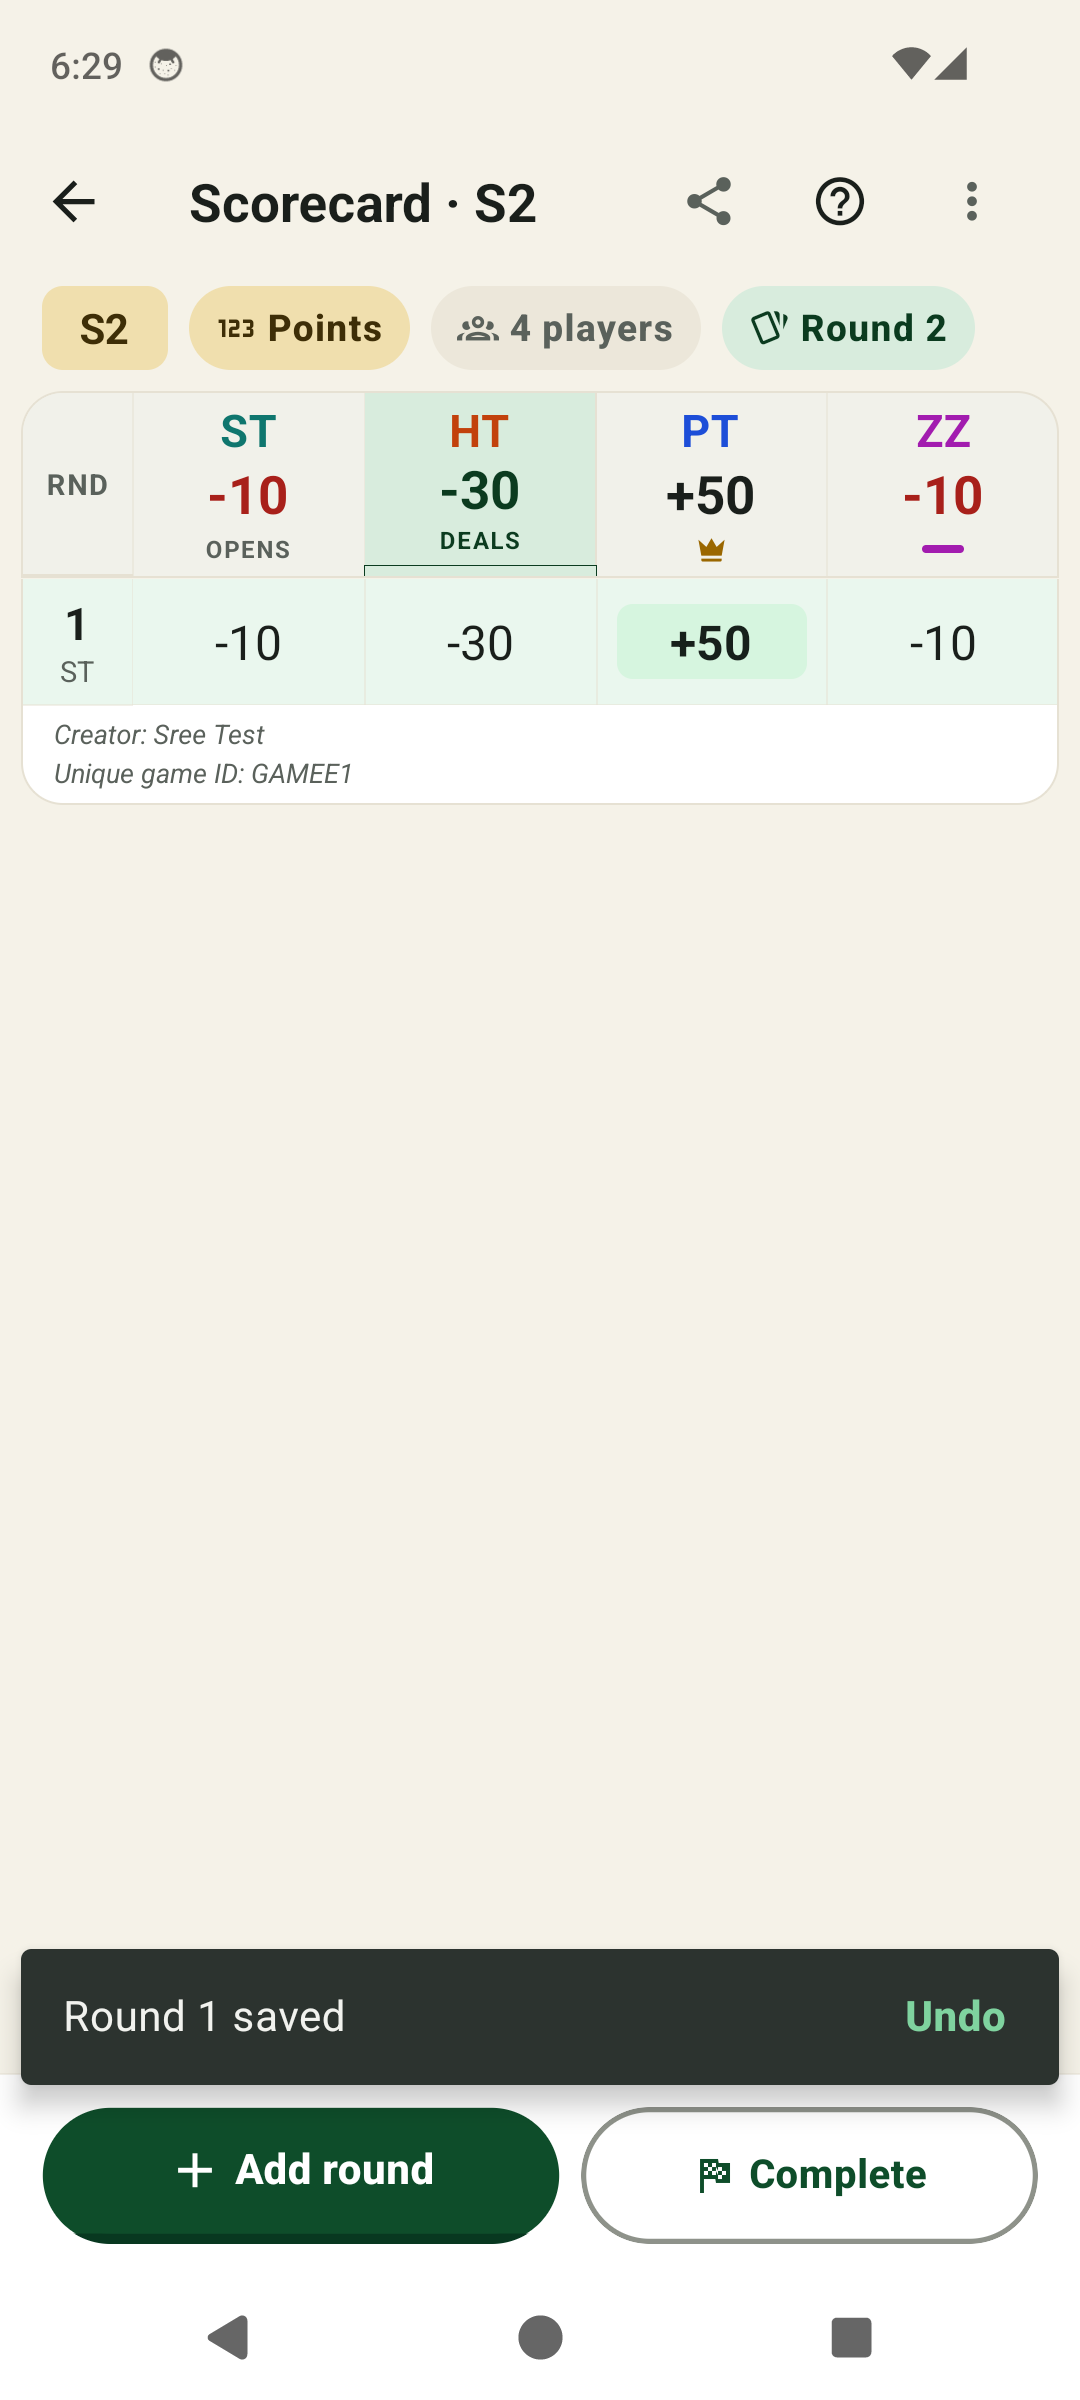 6:29
Scorecard · S2
S2
123 Points
4 players
Round 2
RND
ST
HT
PT
ZZ
-10
-30
+50
-10
OPENS
DEALS
1
ST
-10
-30
+50
-10
Creator: Sree Test
Unique game ID: GAMEE1
Round 1 saved
Undo
+ Add round
Complete